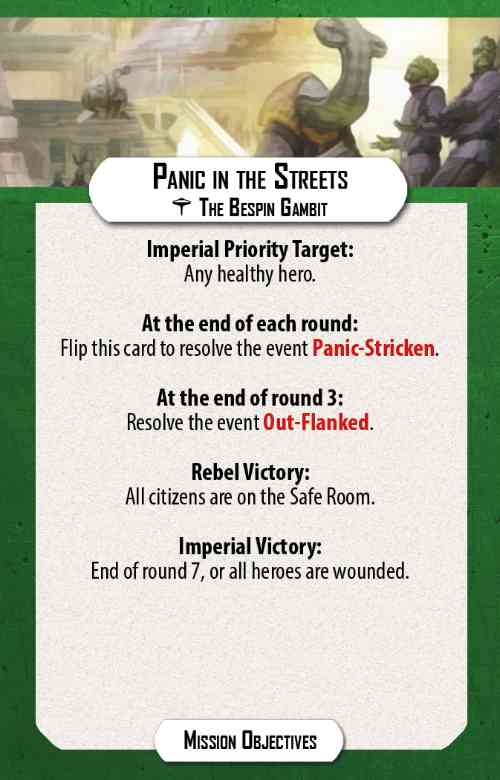 Panic in the Streets
The Bespin Gambit
Imperial Priority Target:
Any healthy hero.
At the end of each round:
Flip this card to resolve the event Panic-Stricken.
At the end of round 3:
Resolve the event Out-Flanked.
Rebel Victory:
All citizens are on the Safe Room.
Imperial Victory:
End of round 7, or all heroes are wounded.
Mission Objectives